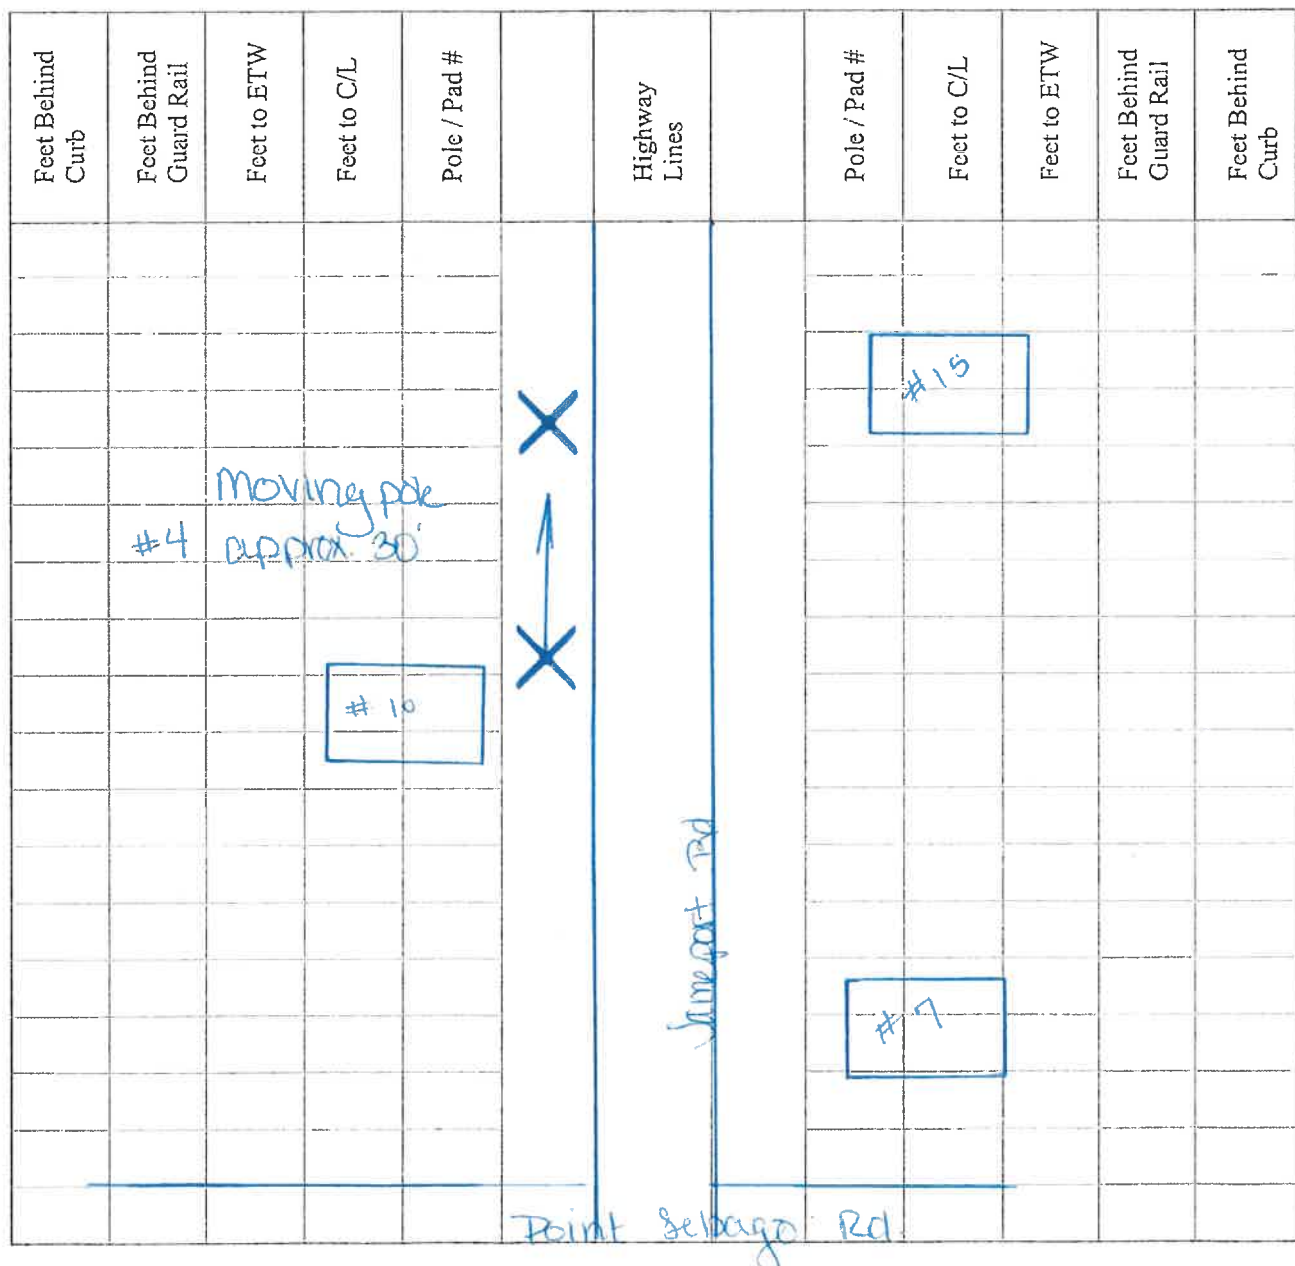 Feet Behind
Curb
Feet Behind
Guard Rail
Feet to ETW
Feet to C/L
Pole / Pad #
Highway
Lines
Pole / Pad #
Feet to C/L
Feet to ETW
Feet Behind
Guard Rail
Feet Behind
Curb
#15
Moving pole
#4 approx. 30'
# 10
Jameport Rd
#7
Point Sebago Rd.